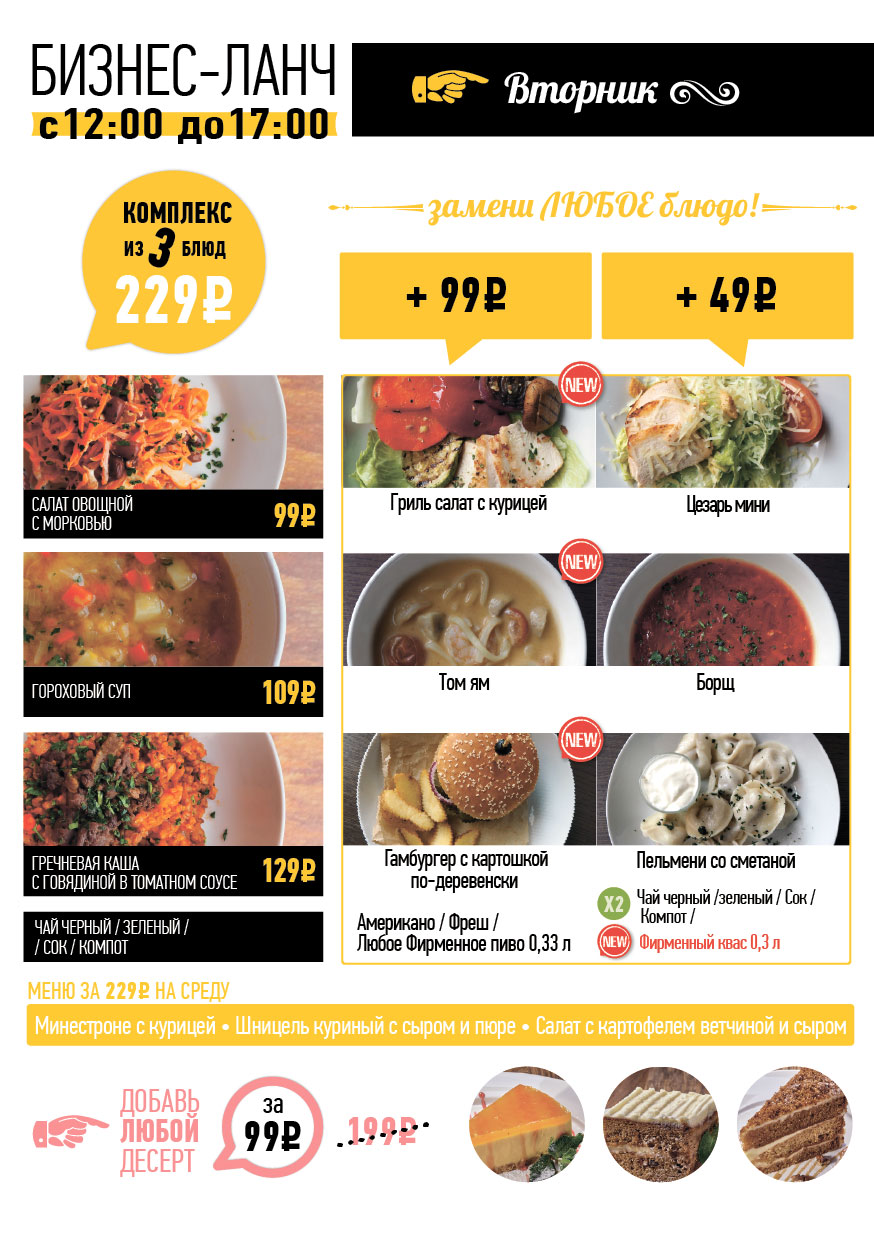 БИЗНЕС-ЛАНЧ
с 12:00 до 17:00
Вторник
КОМПЛЕКС
ИЗ 3 БЛЮД
229₽
замени ЛЮБОЕ блюдо!
+ 99₽
+ 49₽
САЛАТ ОВОЩНОЙ
С МОРКОВЬЮ
99₽
NEW
Гриль салат с курицей
Цезарь мини
ГОРОХОВЫЙ СУП
109₽
NEW
Том ям
Борщ
ГРЕЧНЕВАЯ КАША
С ГОВЯДИНОЙ В ТОМАТНОМ СОУСЕ
129₽
NEW
Гамбургер с картошкой
по-деревенски
Пельмени со сметаной
ЧАЙ ЧЕРНЫЙ / ЗЕЛЕНЫЙ /
/ СОК / КОМПОТ
Американо / Фреш /
Любое Фирменное пиво 0,33 л
X2
Чай черный /зеленый / Сок /
Компот /
NEW
Фирменный квас 0,3 л
МЕНЮ ЗА 229₽ НА СРЕДУ
Минестроне с курицей • Шницель куриный с сыром и пюре • Салат с картофелем ветчиной и сыром
ДОБАВЬ
ЛЮБОЙ
ДЕСЕРТ
за
99₽
199₽